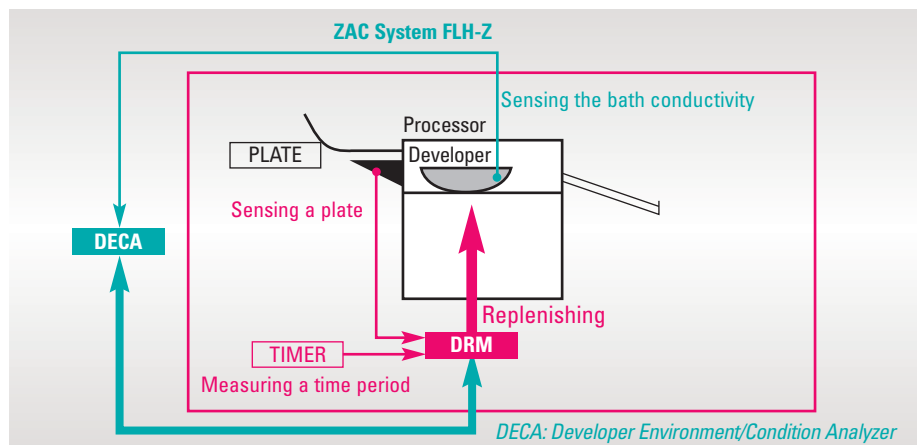 ZAC System FLH-Z
Sensing the bath conductivity
Processor
PLATE
Developer
Sensing a plate
DECA
Replenishing
TIMER
DRM
Measuring a time period
DECA: Developer Environment/Condition Analyzer